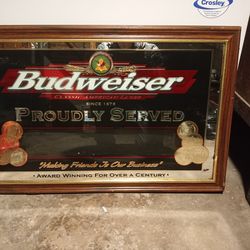 Crosley
Budweiser
CLASSIC AMERICAN LAGER
SINCE 1876
PROUDLY SERVED
"Making Friends Is Our Business"
• AWARD WINNING FOR OVER A CENTURY •